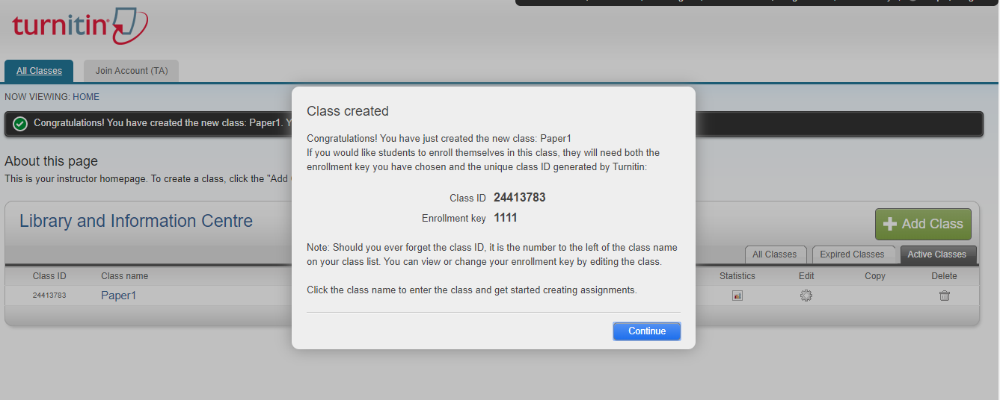 turnitin
All Classes
Join Account (TA)
NOW VIEWING: HOME
Congratulations! You have created the new class: Paper1.
About this page
This is your instructor homepage. To create a class, click the "Add
Library and Information Centre
Add Class
All Classes
Expired Classes
Active Classes
Class ID
Class name
Statistics
Edit
Copy
Delete
24413783
Paper1
Class created
Congratulations! You have just created the new class: Paper1
If you would like students to enroll themselves in this class, they will need both the
enrollment key you have chosen and the unique class ID generated by Turnitin:
Class ID 24413783
Enrollment key 1111
Note: Should you ever forget the class ID, it is the number to the left of the class name
on your class list. You can view or change your enrollment key by editing the class.
Click the class name to enter the class and get started creating assignments.
Continue